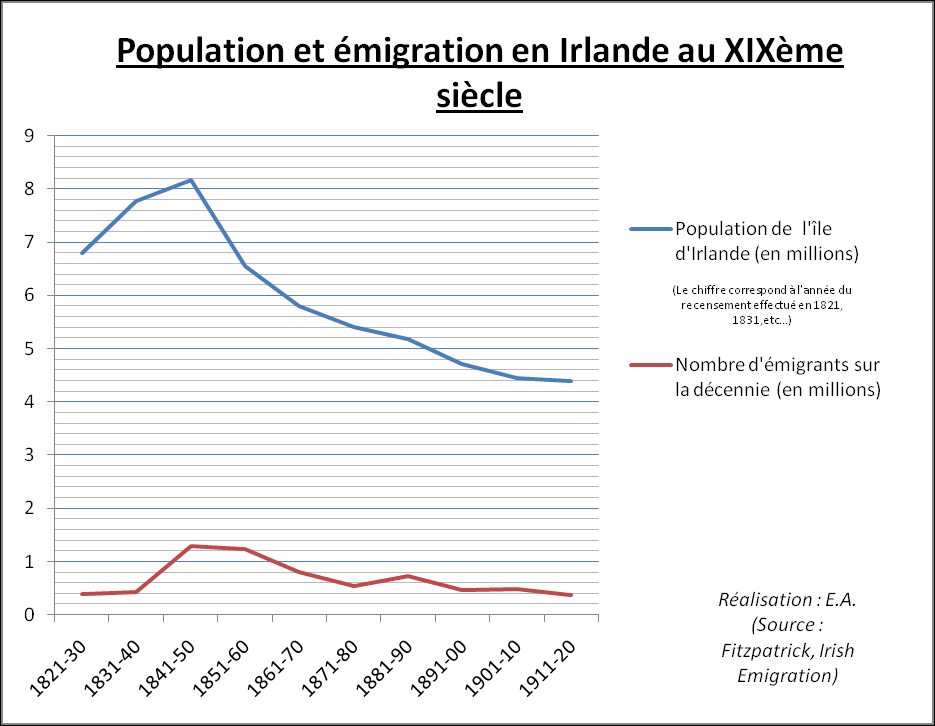 Population et émigration en Irlande au XIXème
siècle
9
8
7
6
5
4
3
2
1
0
1821-30
1831-40
1841-50
1851-60
1861-70
1871-80
1881-90
1891-00
1901-10
1911-20
Population de l'île
d'Irlande (en millions)
(Le chiffre correspond à l'année du
recensement effectué en 1821,
1831,etc...)
Nombre d'émigrants sur
la décennie (en millions)
Réalisation : E.A.
(Source :
Fitzpatrick, Irish
Emigration)